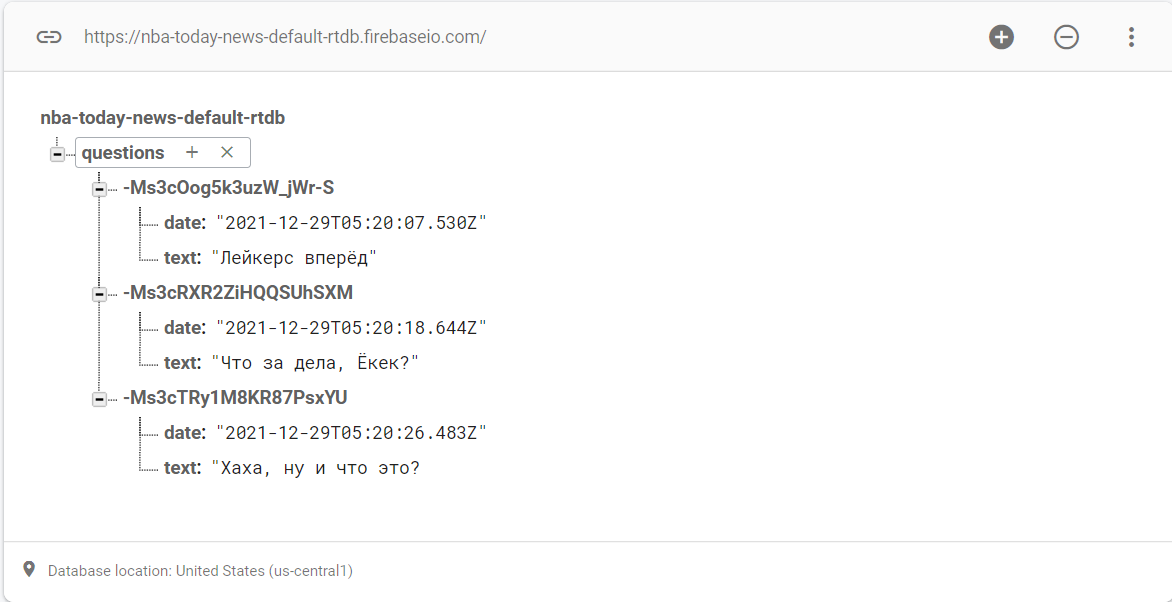 https://nba-today-news-default-rtdb.firebaseio.com/
nba-today-news-default-rtdb
questions
-Ms3cOog5k3uzW_jWr-S
date: "2021-12-29T05:20:07.530Z"
text: "Лейкерс вперёд"
-Ms3cRXR2ZiHQQSUhSXM
date: "2021-12-29T05:20:18.644Z"
text: "Что за дела, Ёкек?"
-Ms3cTRy1M8KR87PsxYU
date: "2021-12-29T05:20:26.483Z"
text: "Хаха, ну и что это?
Database location: United States (us-central1)